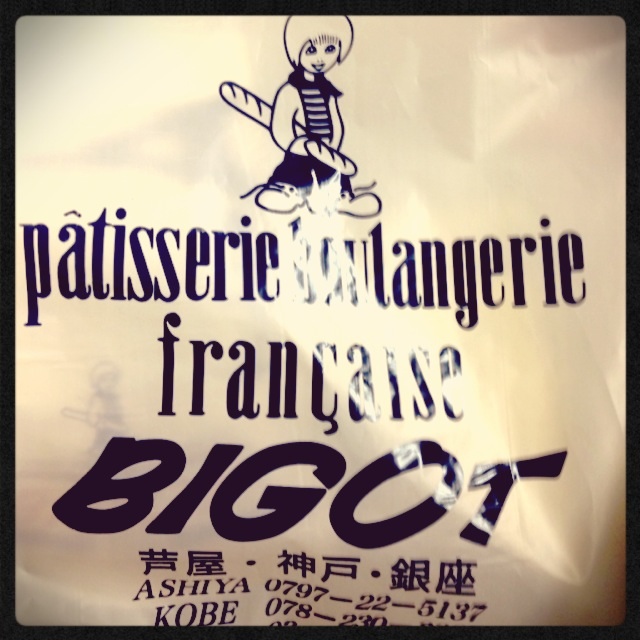 pâtisserie boulangerie
française
BIGOT
芦屋・神戸・銀座
ASHIYA 0797-22-5137
KOBE 078-230-